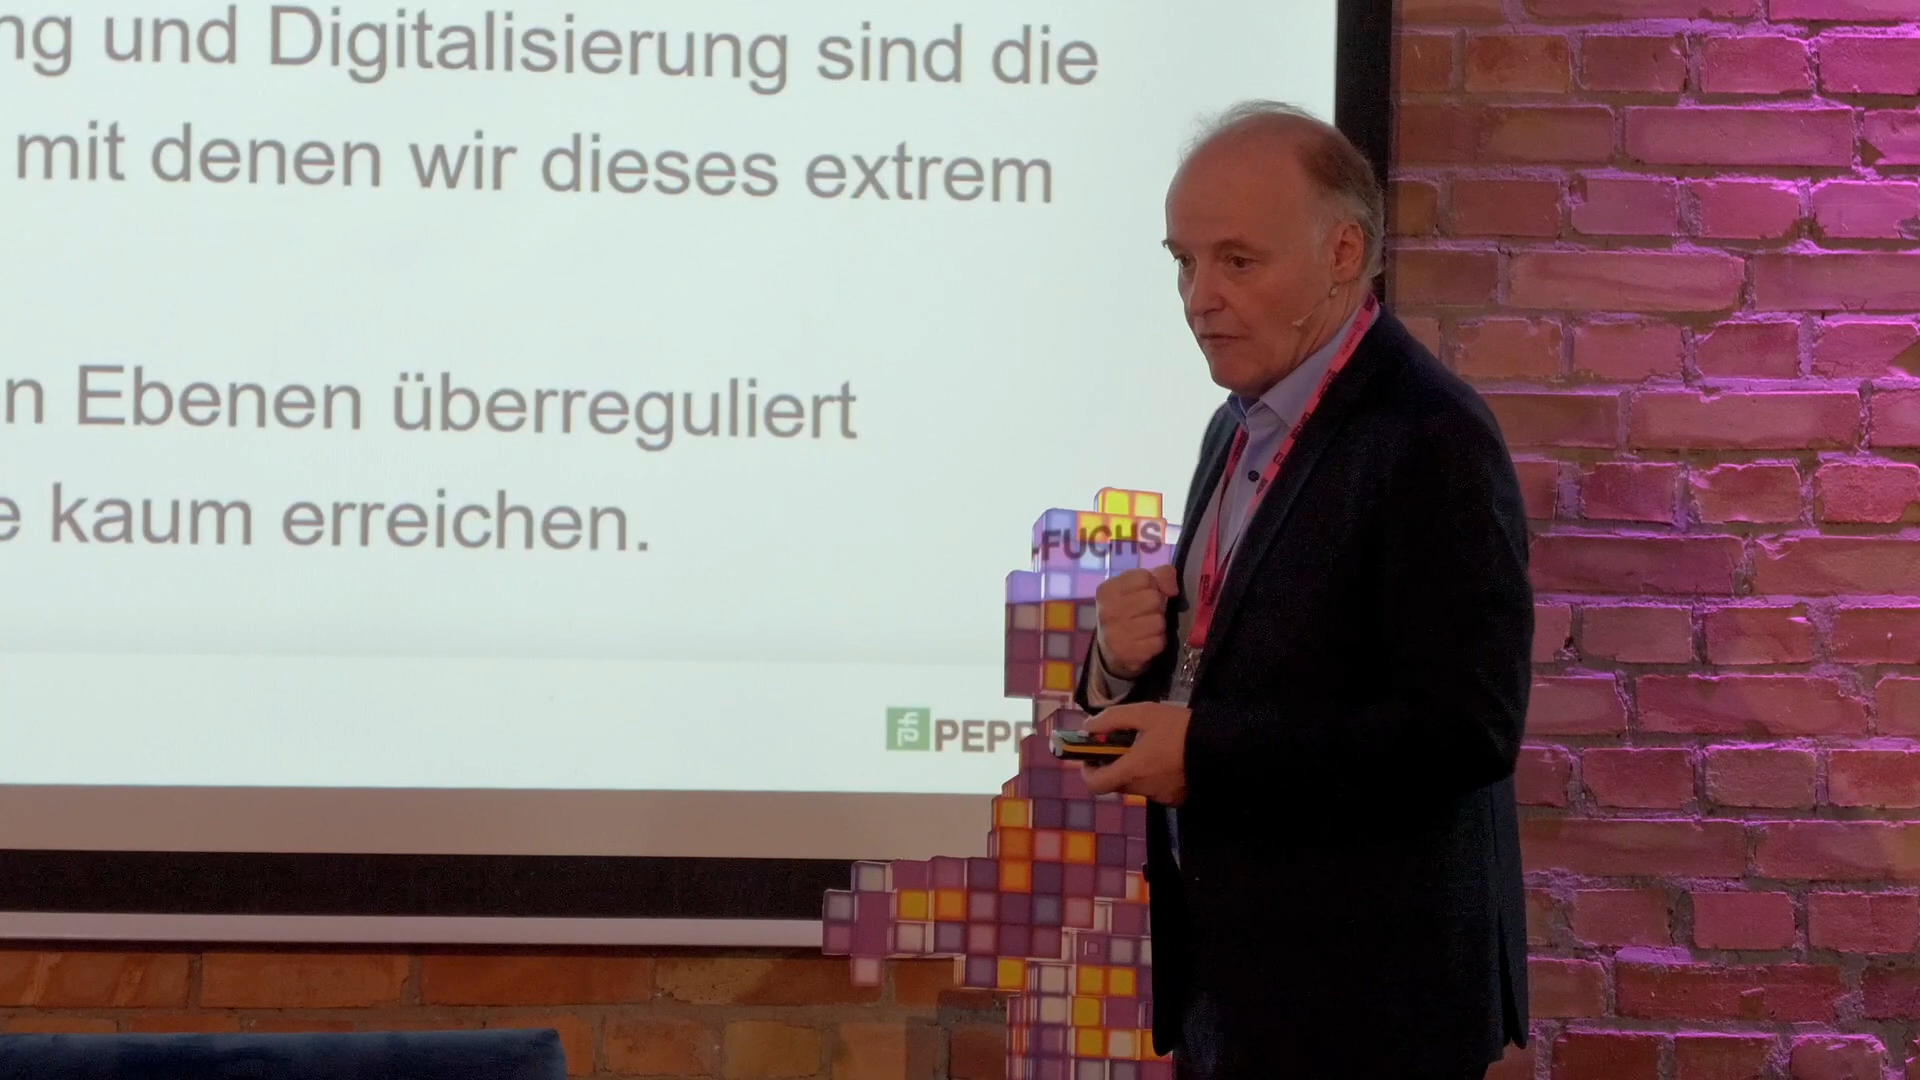 ng und Digitalisierung sind die
mit denen wir dieses extrem
n Ebenen überreguliert
e kaum erreichen.
PEPP
-FUCHS